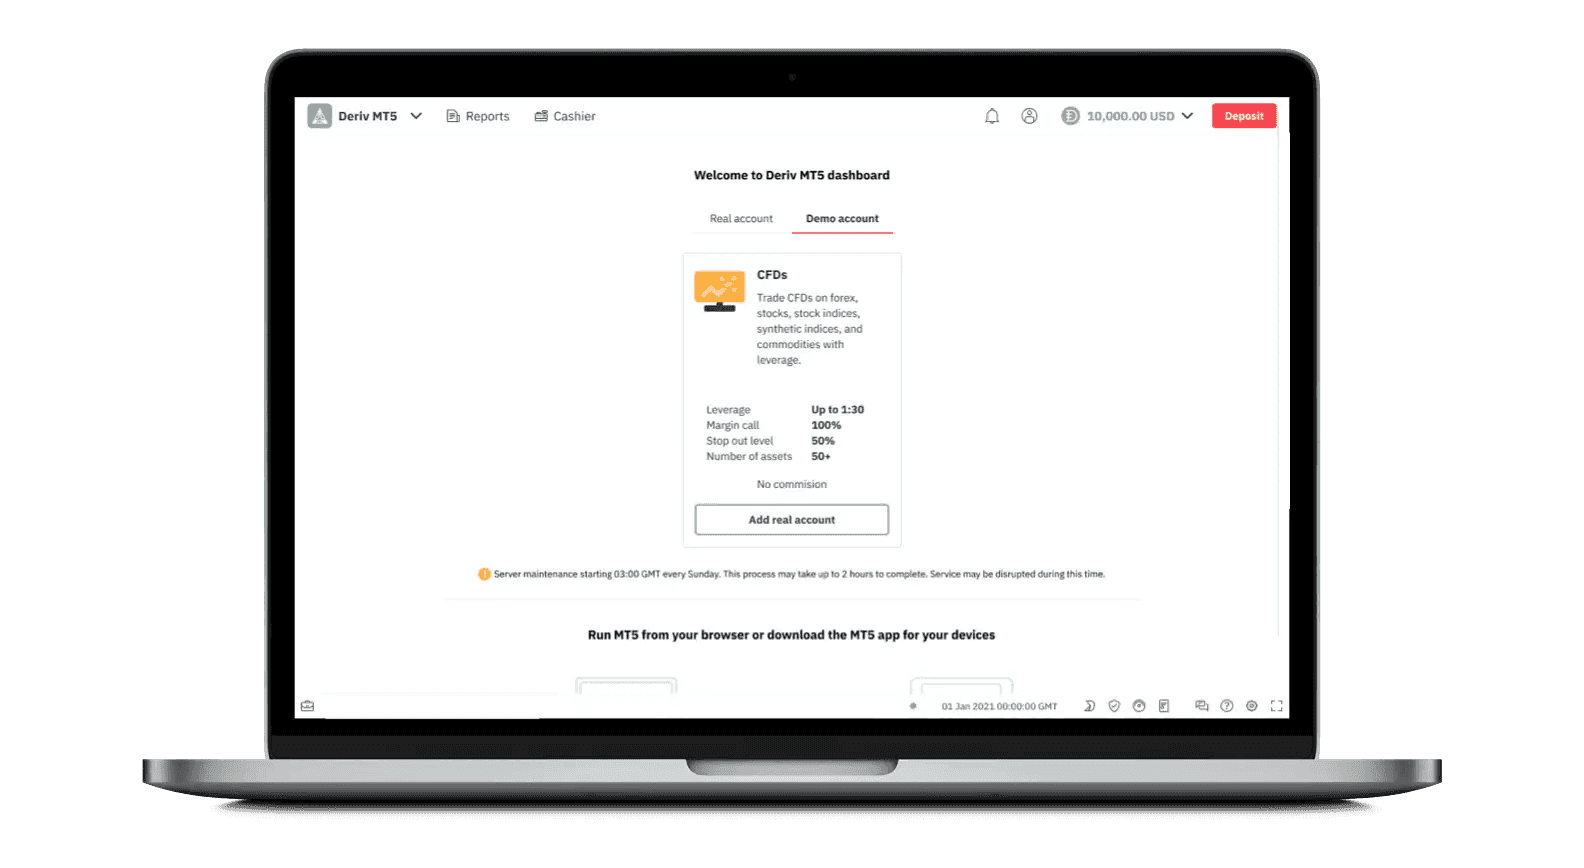 Deriv MT5 Reports Cashier 10,000.00 USD Deposit
Welcome to Deriv MT5 dashboard
Real account Demo account
CFDs
Trade CFDs on forex,
stocks, stock indices,
synthetic indices, and
commodities with
leverage.
Leverage Up to 1:30
Margin call 100%
Stop out level 50%
Number of assets 50+
No commision
Add real account
Server maintenance starting 03:00 GMT every Sunday. This process may take up to 2 hours to complete. Service may be disrupted during this time.
Run MT5 from your browser or download the MT5 app for your devices
01 Jan 2021 00:00:00 GMT